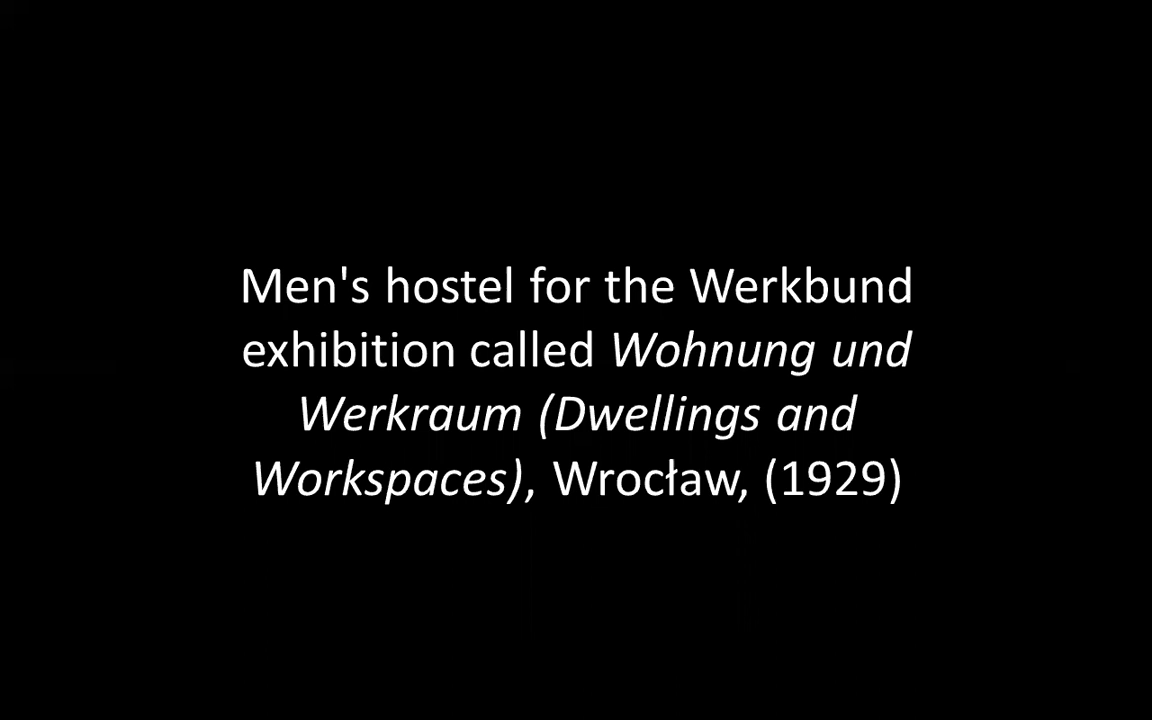 Men's hostel for the Werkbund
exhibition called Wohnung und
Werkraum (Dwellings and
Workspaces), Wrocław, (1929)